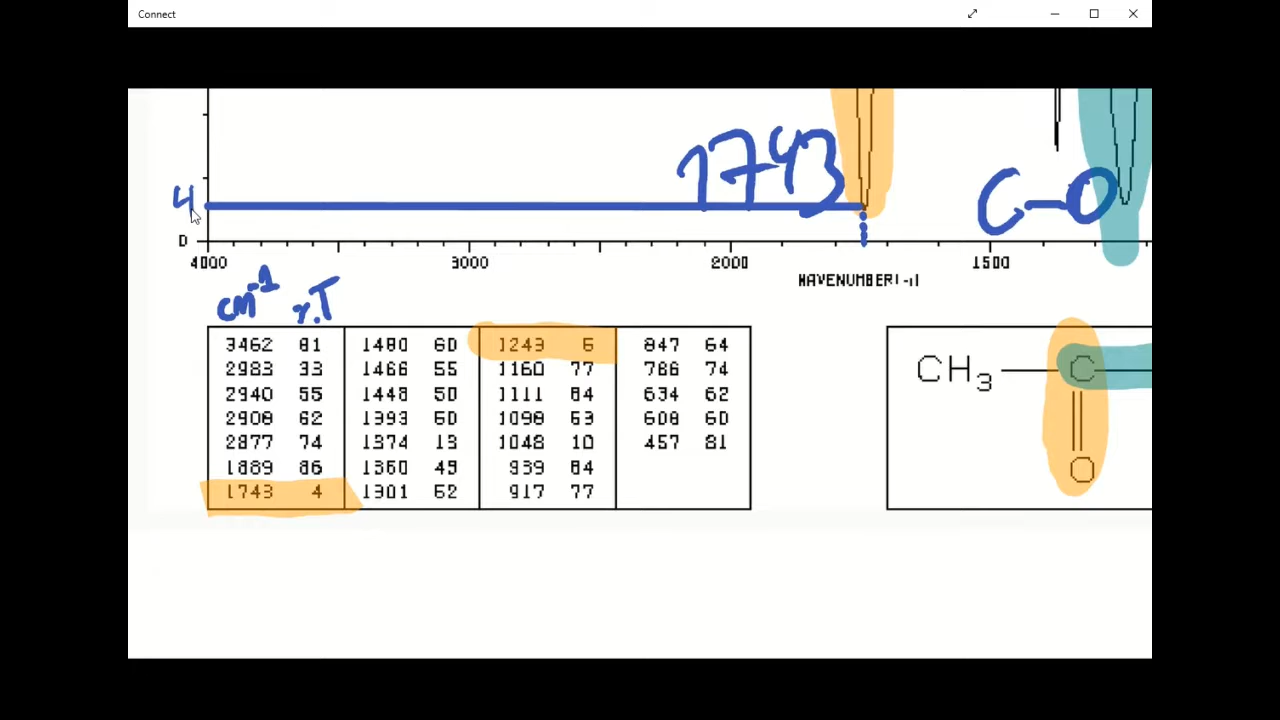 Connect
1743
C-O
4
0
4000 3000 2000 1500
WAVENUMBER(-1)
cm-1 %T
3462 81 1480 60 1243 6 847 64
2983 33 1466 55 1160 77 786 74
2940 55 1448 50 1111 84 634 62
2908 62 1393 60 1098 63 608 60
2877 74 1374 13 1048 10 457 81
1889 86 1360 49 939 84
1743 4 1301 62 917 77
CH3 C
O